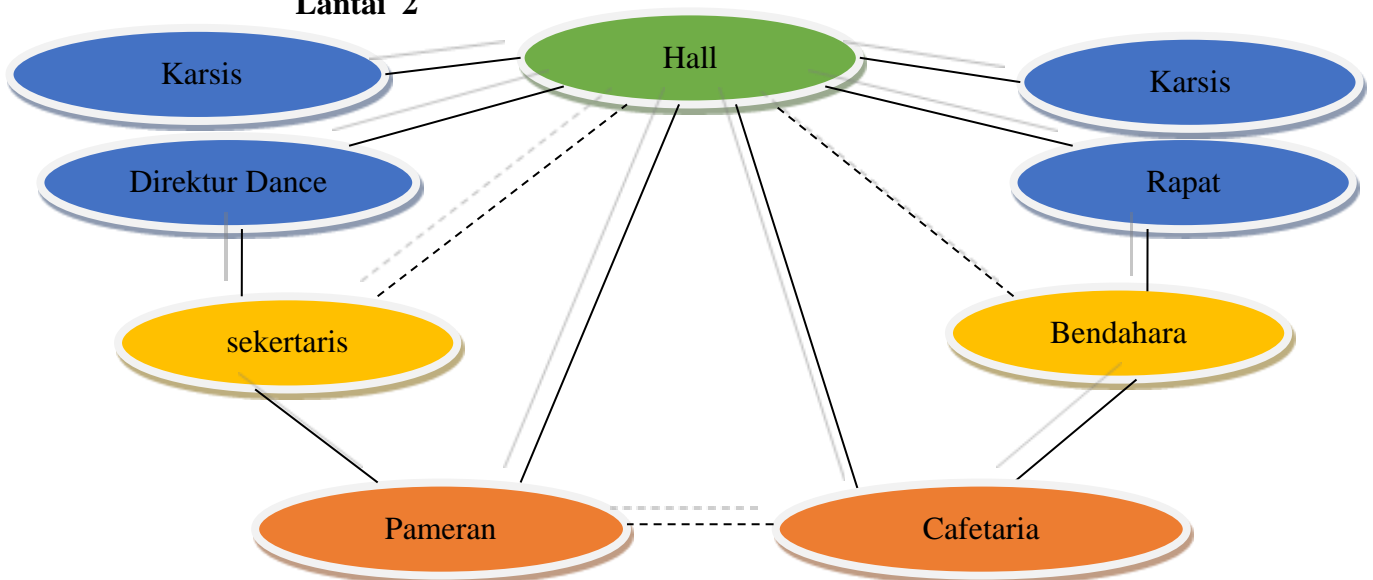 Lantai 2
Hall
Karsis
Karsis
Direktur Dance
Rapat
sekertaris
Bendahara
Pameran
Cafetaria